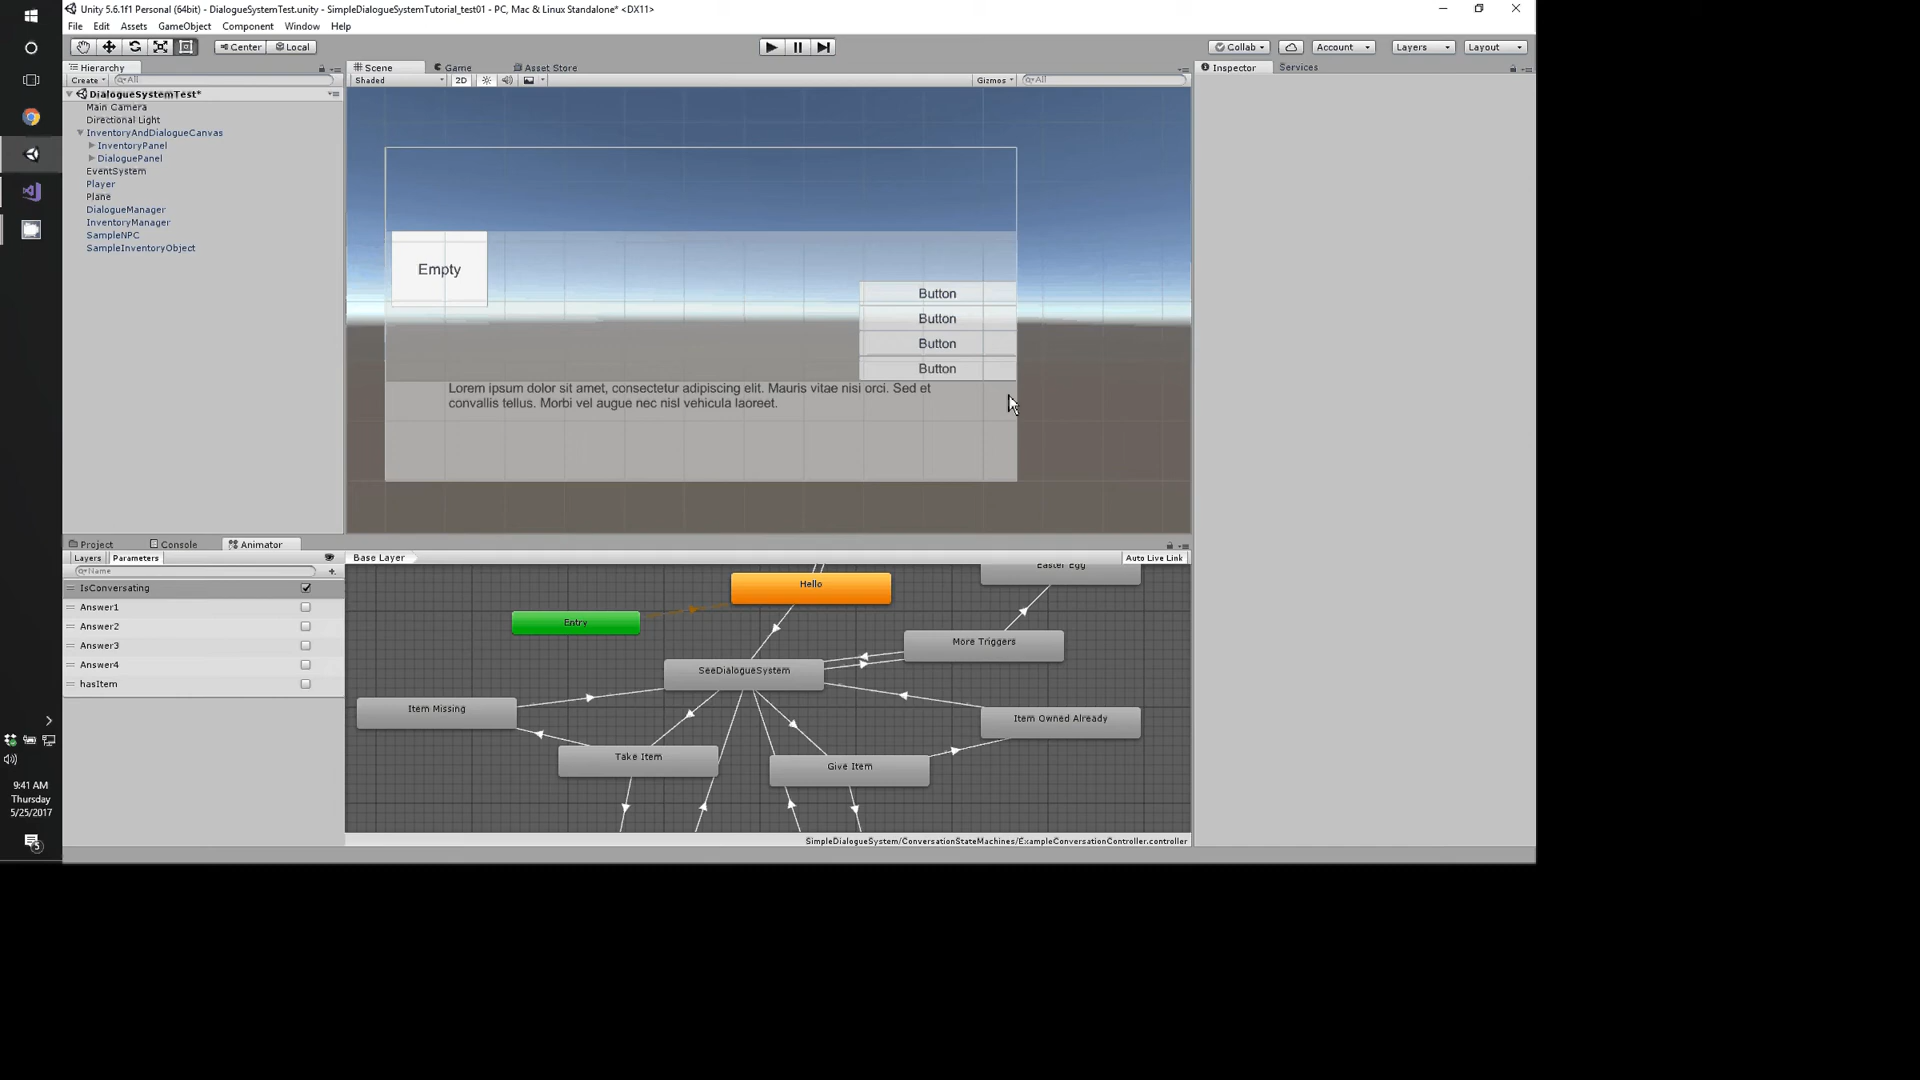 Unity 5.6.1f1 Personal (64bit) - DialogueSystemTest.unity - SimpleDialogueSystemTutorial_test01 - PC, Mac & Linux Standalone* <DX11>
File Edit Assets GameObject Component Window Help
Center Local Collab Account Layers Layout
Hierarchy
Create All
DialogueSystemTest*
Main Camera
Directional Light
InventoryAndDialogueCanvas
InventoryPanel
DialoguePanel
EventSystem
Player
Plane
DialogueManager
InventoryManager
SampleNPC
SampleInventoryObject
Scene Game Asset Store
Shaded 2D Gizmos All
Empty
Button
Button
Button
Button
Lorem ipsum dolor sit amet, consectetur adipiscing elit. Mauris vitae nisi orci. Sed et
convallis tellus. Morbi vel augue nec nisl vehicula laoreet.
Inspector Services
Project Console Animator
Layers Parameters
Name
IsConversating
Answer1
Answer2
Answer3
Answer4
hasItem
Base Layer Auto Live Link
Easter Egg
Hello
Entry
More Triggers
SeeDialogueSystem
Item Missing
Item Owned Already
Take Item
Give Item
SimpleDialogueSystem/ConversationStateMachines/ExampleConversationController.controller
9:41 AM
Thursday
5/25/2017
5